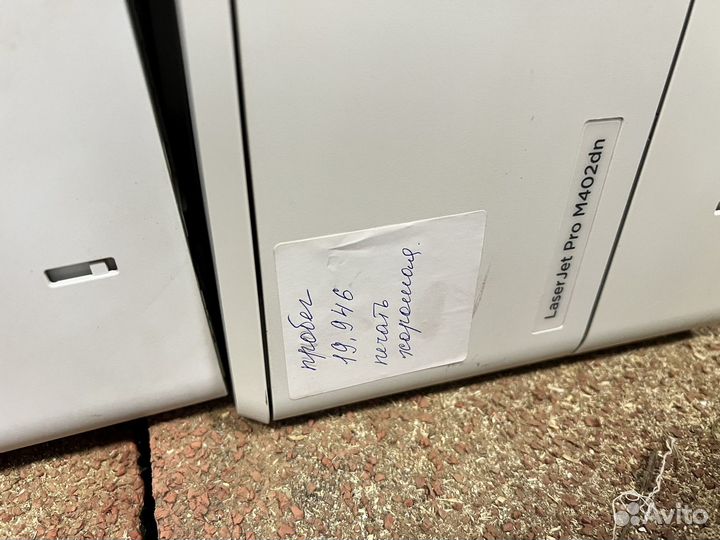 пробег
19,946
печать
хорошая.
LaserJet Pro M402dn
Avito